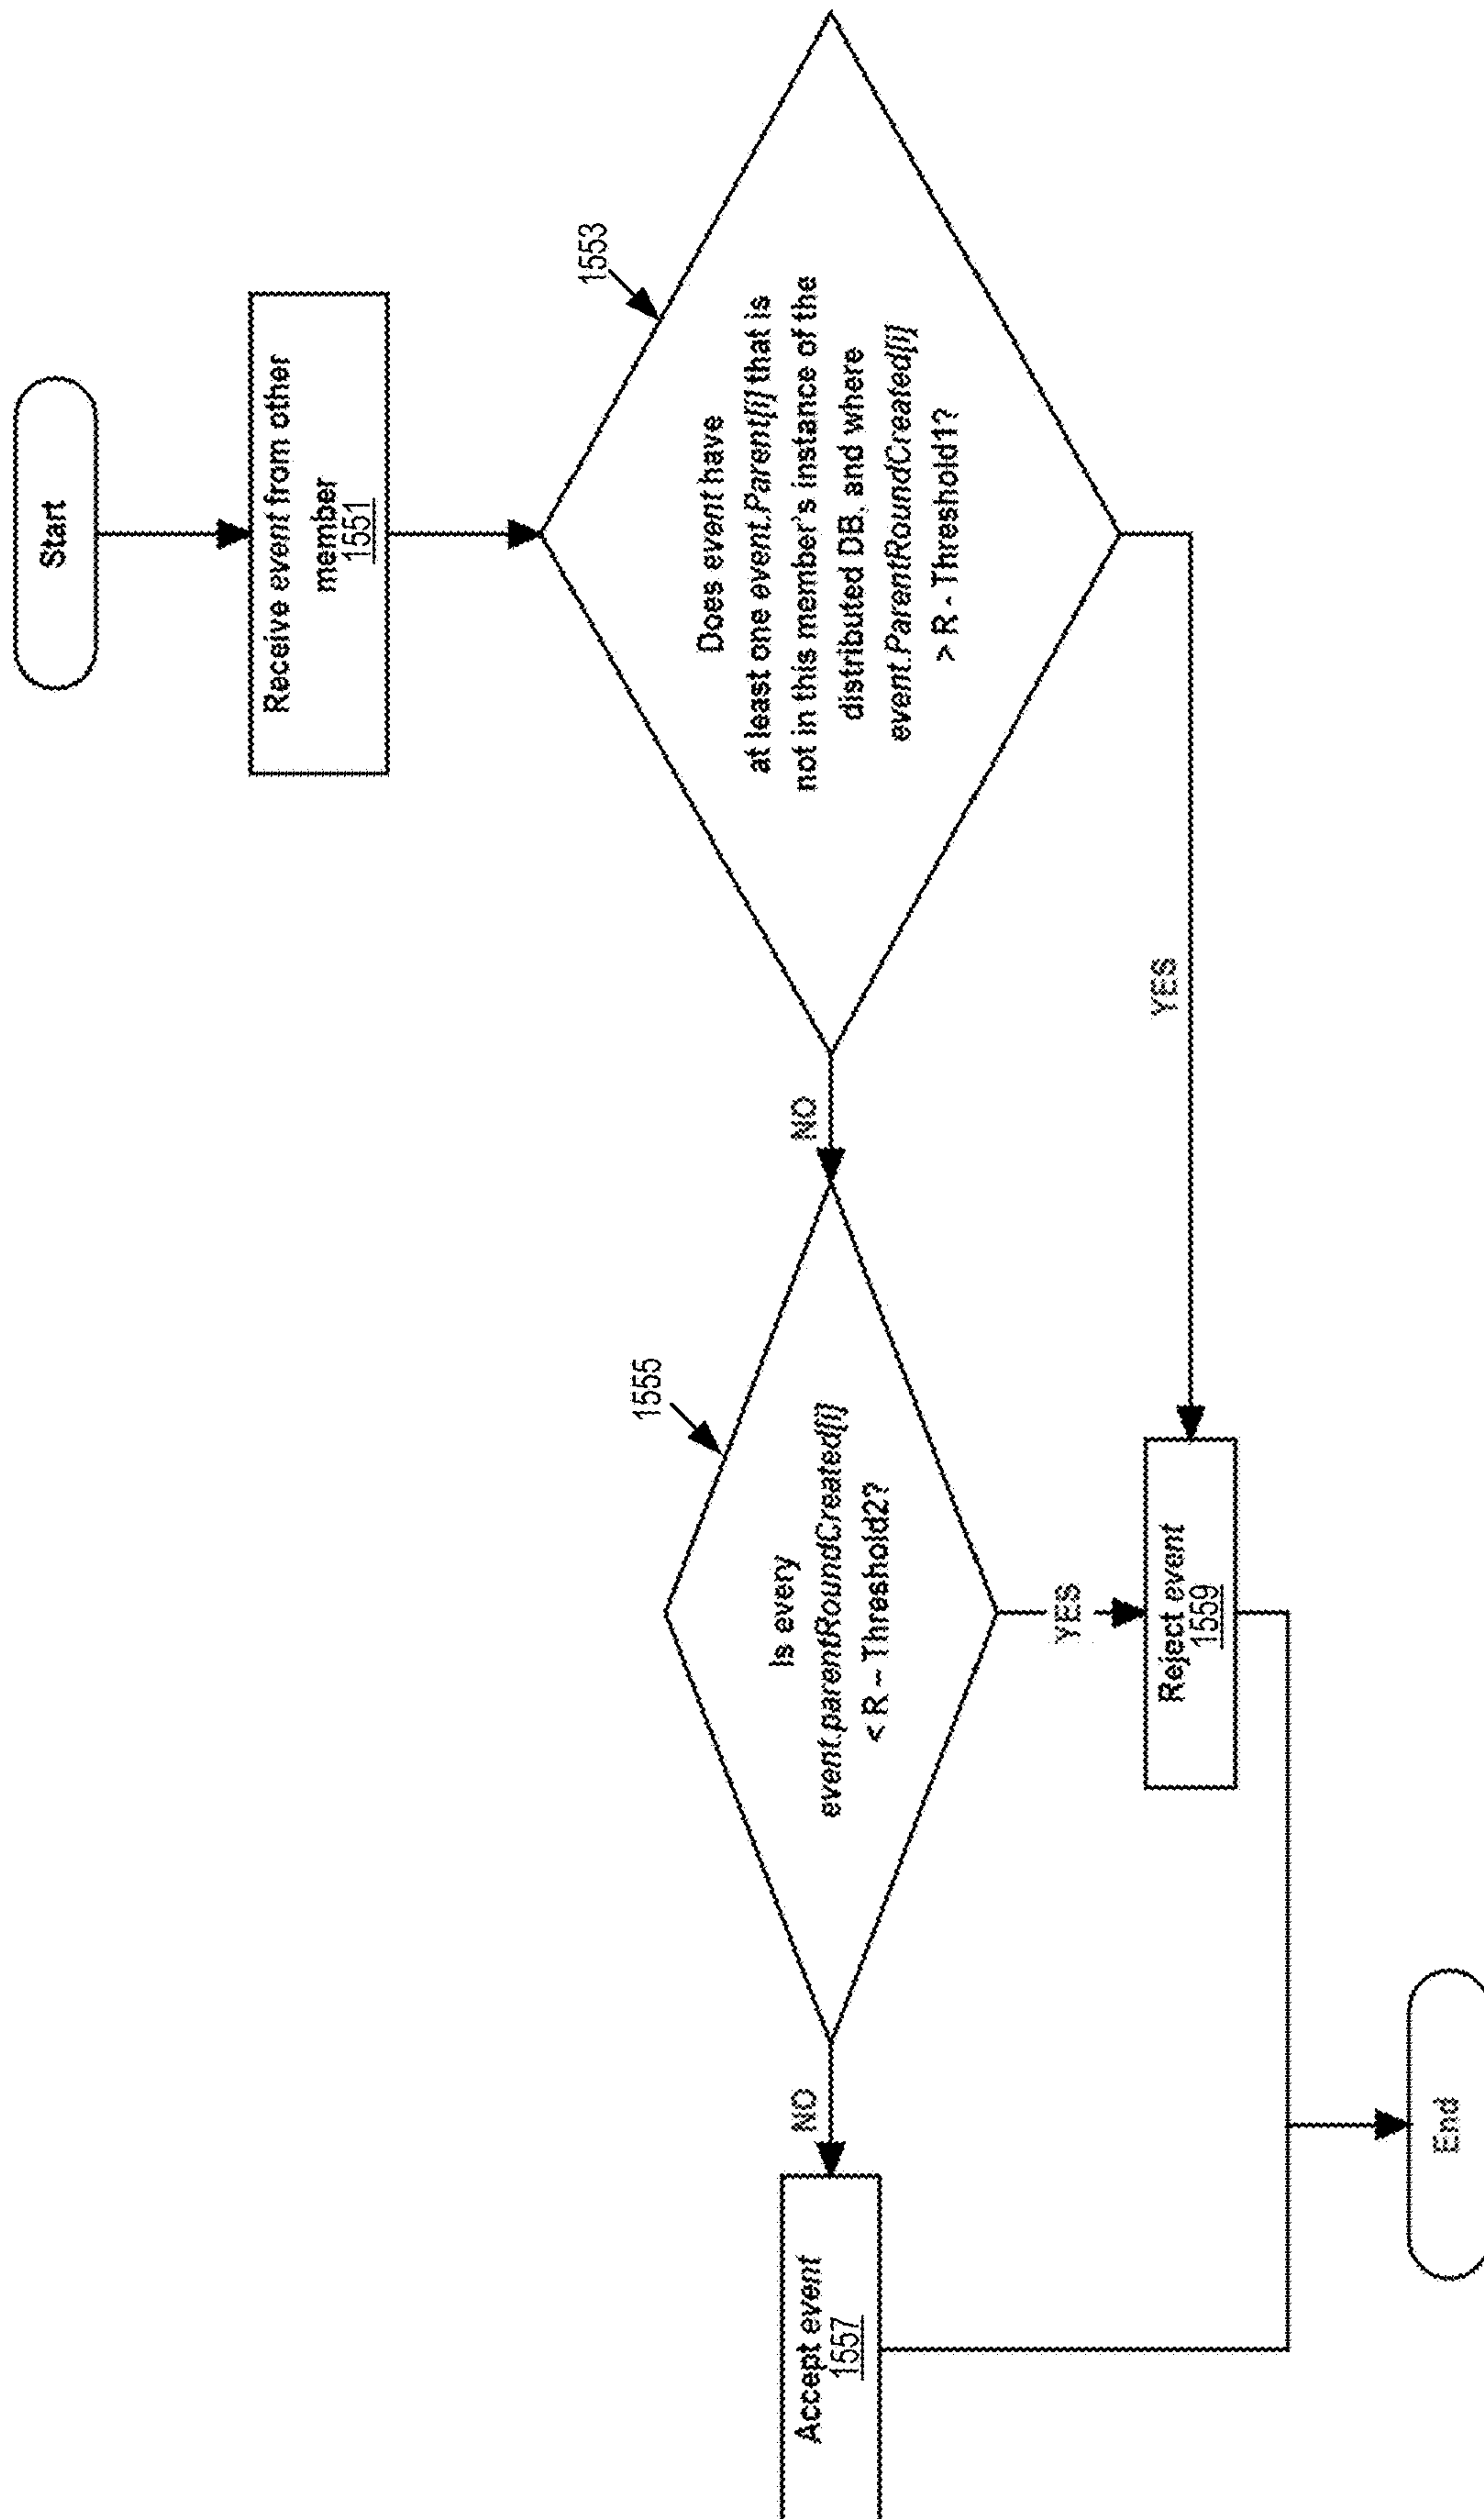 Start
Receive event from other
member
1551
1553
Does event have
at least one event.Parent[i] that is
not in this member's instance of the
distributed DB, and where
event.ParentRoundCreated[i]
> R - Threshold1?
NO
YES
1555
Is every
event.parentRoundCreated[i]
< R – Threshold2?
NO
YES
Accept event
1557
Reject event
1559
End